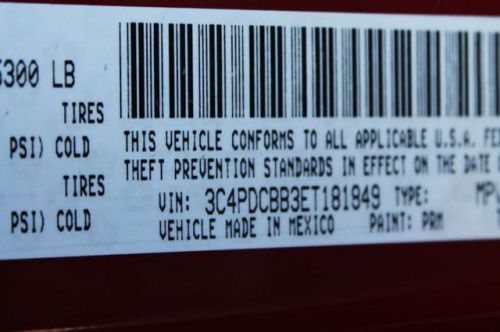 300 LB
TIRES
PSI) COLD
TIRES
PSI) COLD
THIS VEHICLE CONFORMS TO ALL APPLICABLE U.S.A. FE
THEFT PREVENTION STANDARDS IN EFFECT ON THE DATE
VIN: 3C4PDCBB3ET181849 TYPE: MP
VEHICLE MADE IN MEXICO PAINT: PRM